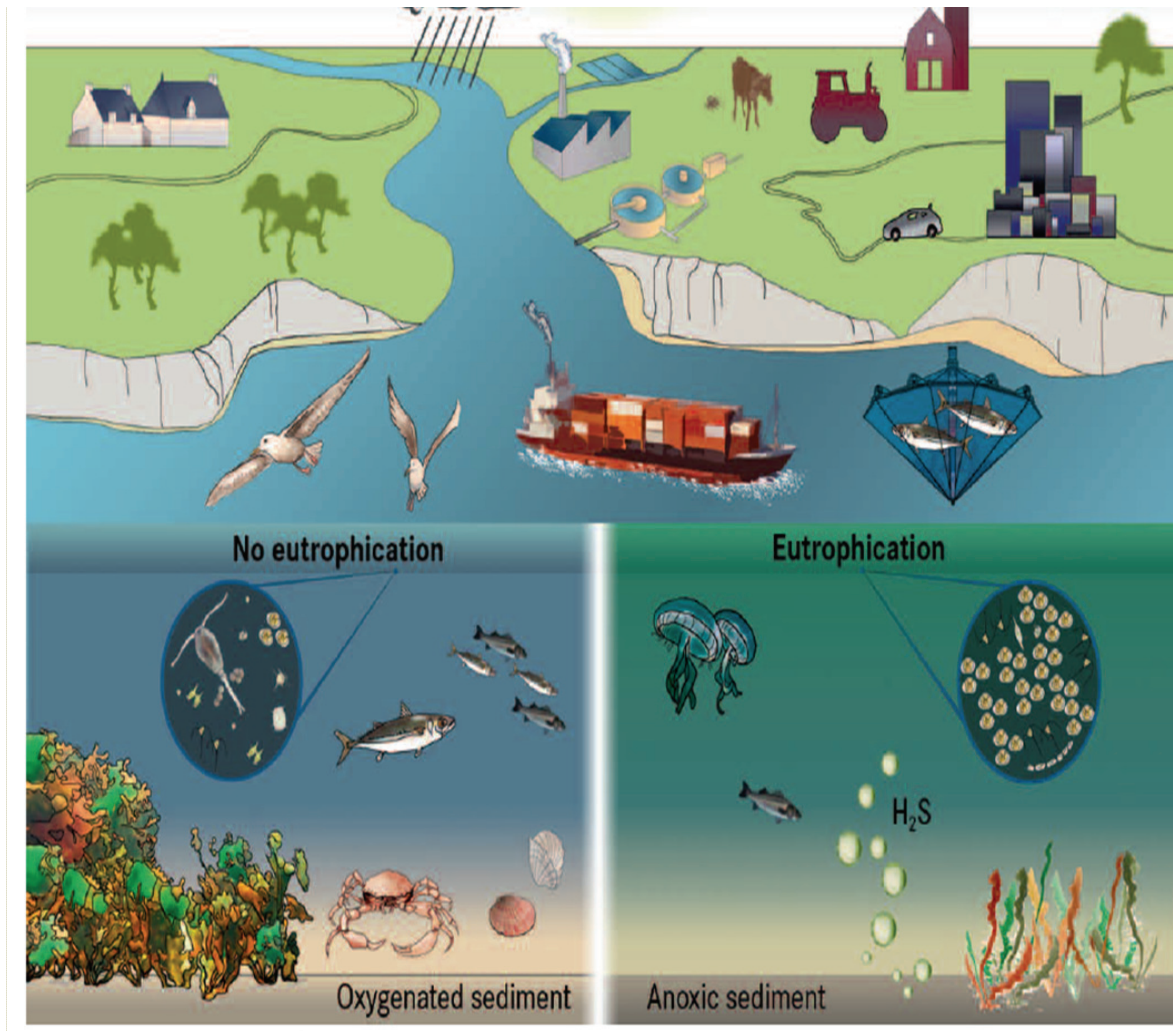 No eutrophication
Eutrophication
H₂S
Oxygenated sediment
Anoxic sediment